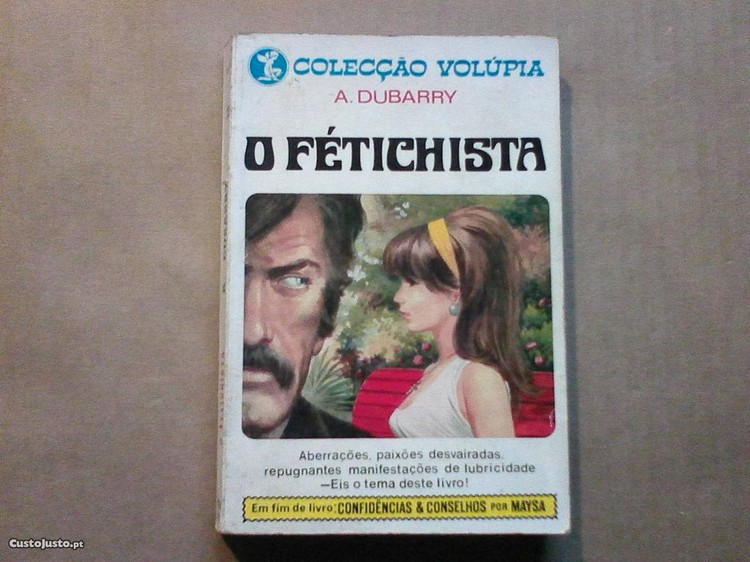 COLECÇÃO VOLÚPIA
A. DUBARRY
O FÉTICHISTA
Aberrações, paixões desvairadas,
repugnantes manifestações de lubricidade
—Eis o tema deste livro!
Em fim de livro: CONFIDÊNCIAS & CONSELHOS POR MAYSA
CustoJusto.pt